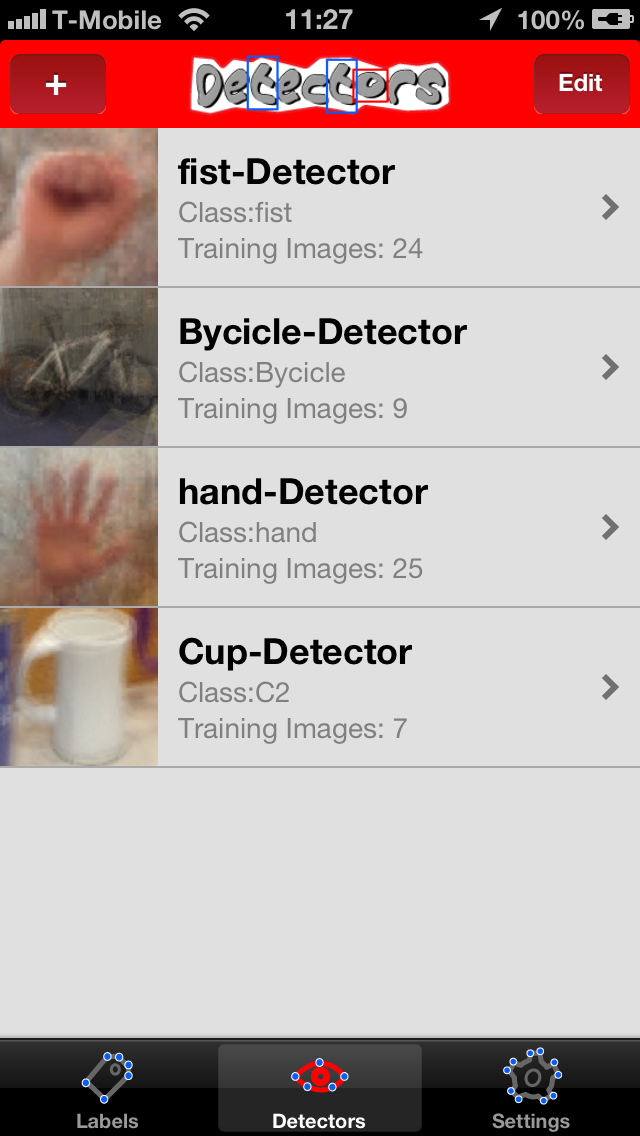 T-Mobile 11:27 100%
+ Detectors Edit
fist-Detector
Class:fist
Training Images: 24
Bycicle-Detector
Class:Bycicle
Training Images: 9
hand-Detector
Class:hand
Training Images: 25
Cup-Detector
Class:C2
Training Images: 7
Labels Detectors Settings